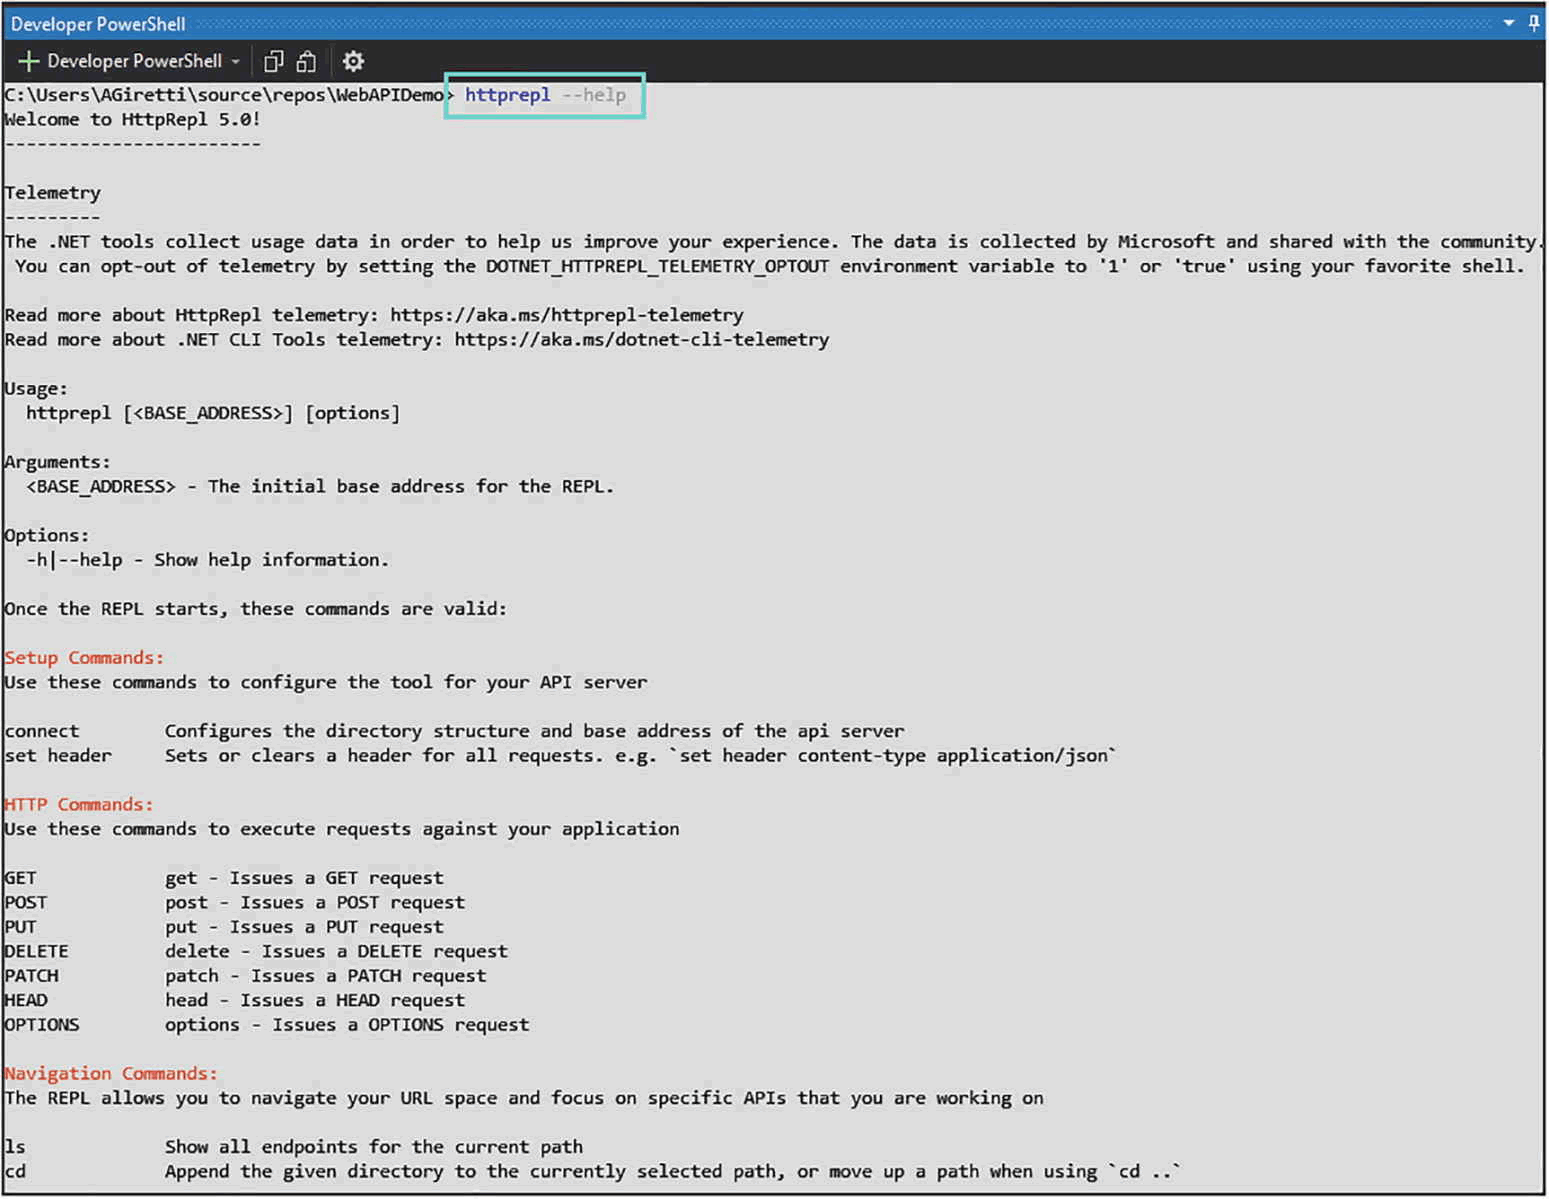 Developer PowerShell
Developer PowerShell
C:\Users\AGiretti\source\repos\WebAPIDemo> httprepl --help
Welcome to HttpRepl 5.0!
------------------------
Telemetry
---------
The .NET tools collect usage data in order to help us improve your experience. The data is collected by Microsoft and shared with the community.
You can opt-out of telemetry by setting the DOTNET_HTTPREPL_TELEMETRY_OPTOUT environment variable to '1' or 'true' using your favorite shell.
Read more about HttpRepl telemetry: https://aka.ms/httprepl-telemetry
Read more about .NET CLI Tools telemetry: https://aka.ms/dotnet-cli-telemetry
Usage:
httprepl [<BASE_ADDRESS>] [options]
Arguments:
<BASE_ADDRESS> - The initial base address for the REPL.
Options:
-h|--help - Show help information.
Once the REPL starts, these commands are valid:
Setup Commands:
Use these commands to configure the tool for your API server
connect Configures the directory structure and base address of the api server
set header Sets or clears a header for all requests. e.g. `set header content-type application/json`
HTTP Commands:
Use these commands to execute requests against your application
GET get - Issues a GET request
POST post - Issues a POST request
PUT put - Issues a PUT request
DELETE delete - Issues a DELETE request
PATCH patch - Issues a PATCH request
HEAD head - Issues a HEAD request
OPTIONS options - Issues a OPTIONS request
Navigation Commands:
The REPL allows you to navigate your URL space and focus on specific APIs that you are working on
ls Show all endpoints for the current path
cd Append the given directory to the currently selected path, or move up a path when using `cd ..`